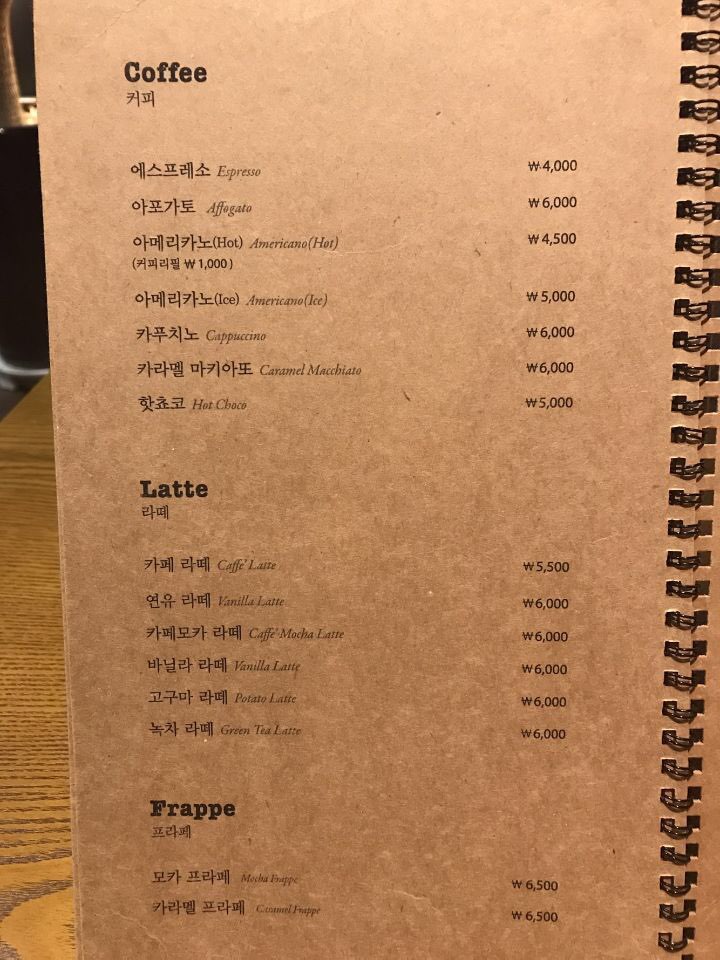 Coffee
커피
에스프레소 Espresso ₩4,000
아포가토 Affogato ₩6,000
아메리카노(Hot) Americano(Hot) ₩4,500
(커피리필 ₩1,000)
아메리카노(Ice) Americano(Ice) ₩5,000
카푸치노 Cappuccino ₩6,000
카라멜 마키아또 Caramel Macchiato ₩6,000
핫쵸코 Hot Choco ₩5,000
Latte
라떼
카페 라떼 Caffe' Latte ₩5,500
연유 라떼 Vanilla Latte ₩6,000
카페모카 라떼 Caffe' Mocha Latte ₩6,000
바닐라 라떼 Vanilla Latte ₩6,000
고구마 라떼 Potato Latte ₩6,000
녹차 라떼 Green Tea Latte ₩6,000
Frappe
프라페
모카 프라페 Mocha Frappe ₩6,500
카라멜 프라페 Caramel Frappe ₩6,500